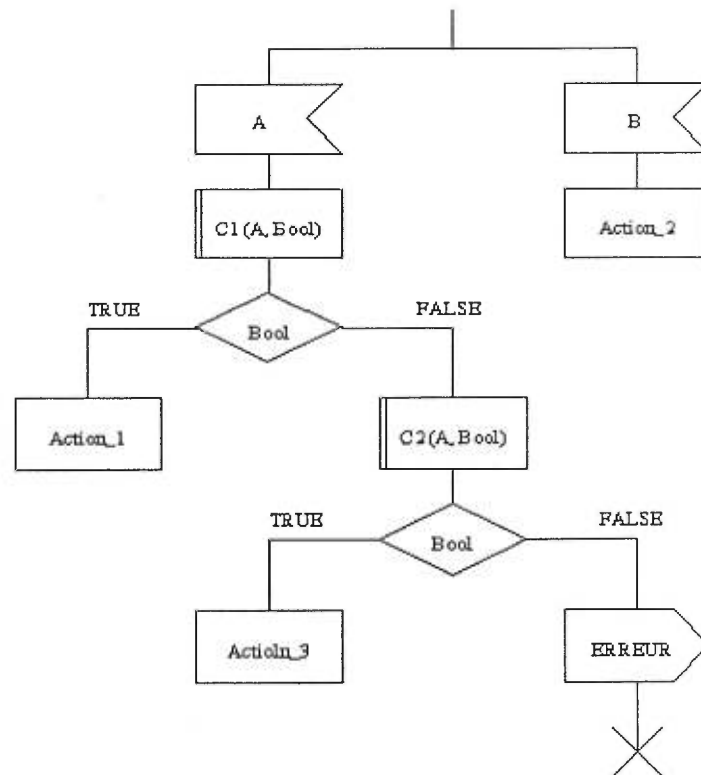 A
B
C1(A,Bool)
Action_2
TRUE
FALSE
Bool
Action_1
C2(A,Bool)
TRUE
FALSE
Bool
Actioln_3
ERREUR